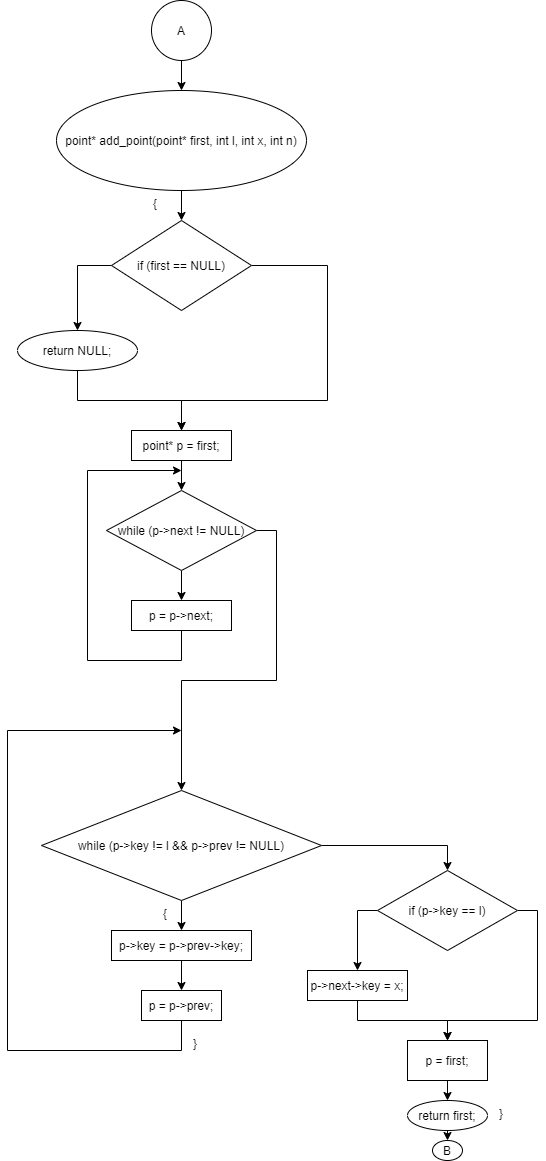 A
point* add_point(point* first, int l, int x, int n)
{
if (first == NULL)
return NULL;
point* p = first;
while (p->next != NULL)
p = p->next;
while (p->key != l && p->prev != NULL)
{
if (p->key == l)
p->key = p->prev->key;
p->next->key = x;
p = p->prev;
}
p = first;
return first;
}
B